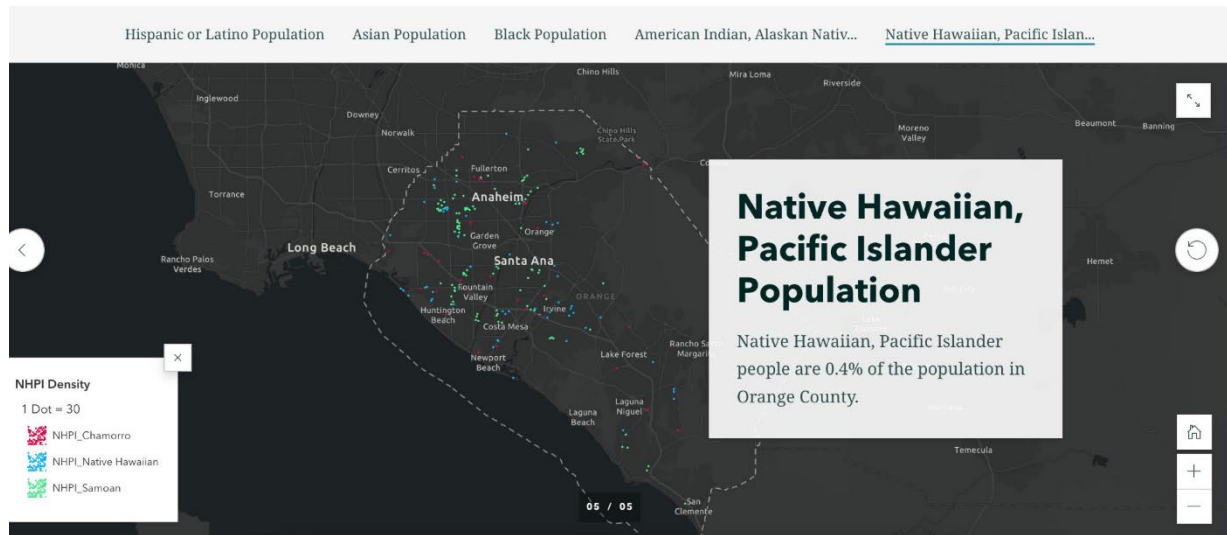 Hispanic or Latino Population
Asian Population
Black Population
American Indian, Alaskan Nativ...
Native Hawaiian, Pacific Islan...
Monica
Chino Hills
Mira Loma
Riverside
Inglewood
Downey
Norwalk
Chino Hills
State Park
Moreno
Valley
Beaumont
Banning
Cerritos
Fullerton
Torrance
Anaheim
Garden
Grove
Orange
Long Beach
Rancho Palos
Verdes
Santa Ana
Hemet
Fountain
Valley
ORANGE
Huntington
Beach
Irvine
Costa Mesa
Newport
Beach
Lake Forest
Rancho Sa
Margari
Laguna
Beach
Laguna
Niguel
Temecula
San
Clemente
Native Hawaiian,
Pacific Islander
Population
Native Hawaiian, Pacific Islander
people are 0.4% of the population in
Orange County.
NHPI Density
1 Dot = 30
NHPI_Chamorro
NHPI_Native Hawaiian
NHPI_Samoan
05 / 05